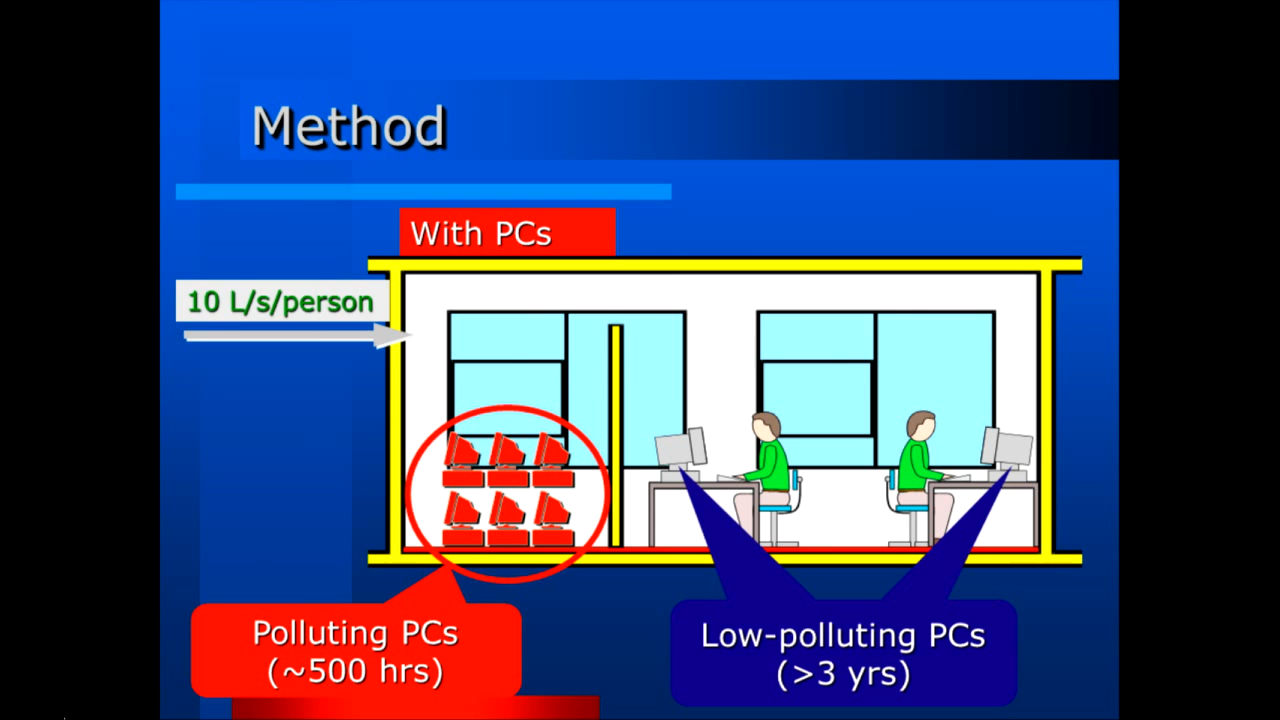 Method
With PCs
10 L/s/person
Polluting PCs
(~500 hrs)
Low-polluting PCs
(>3 yrs)